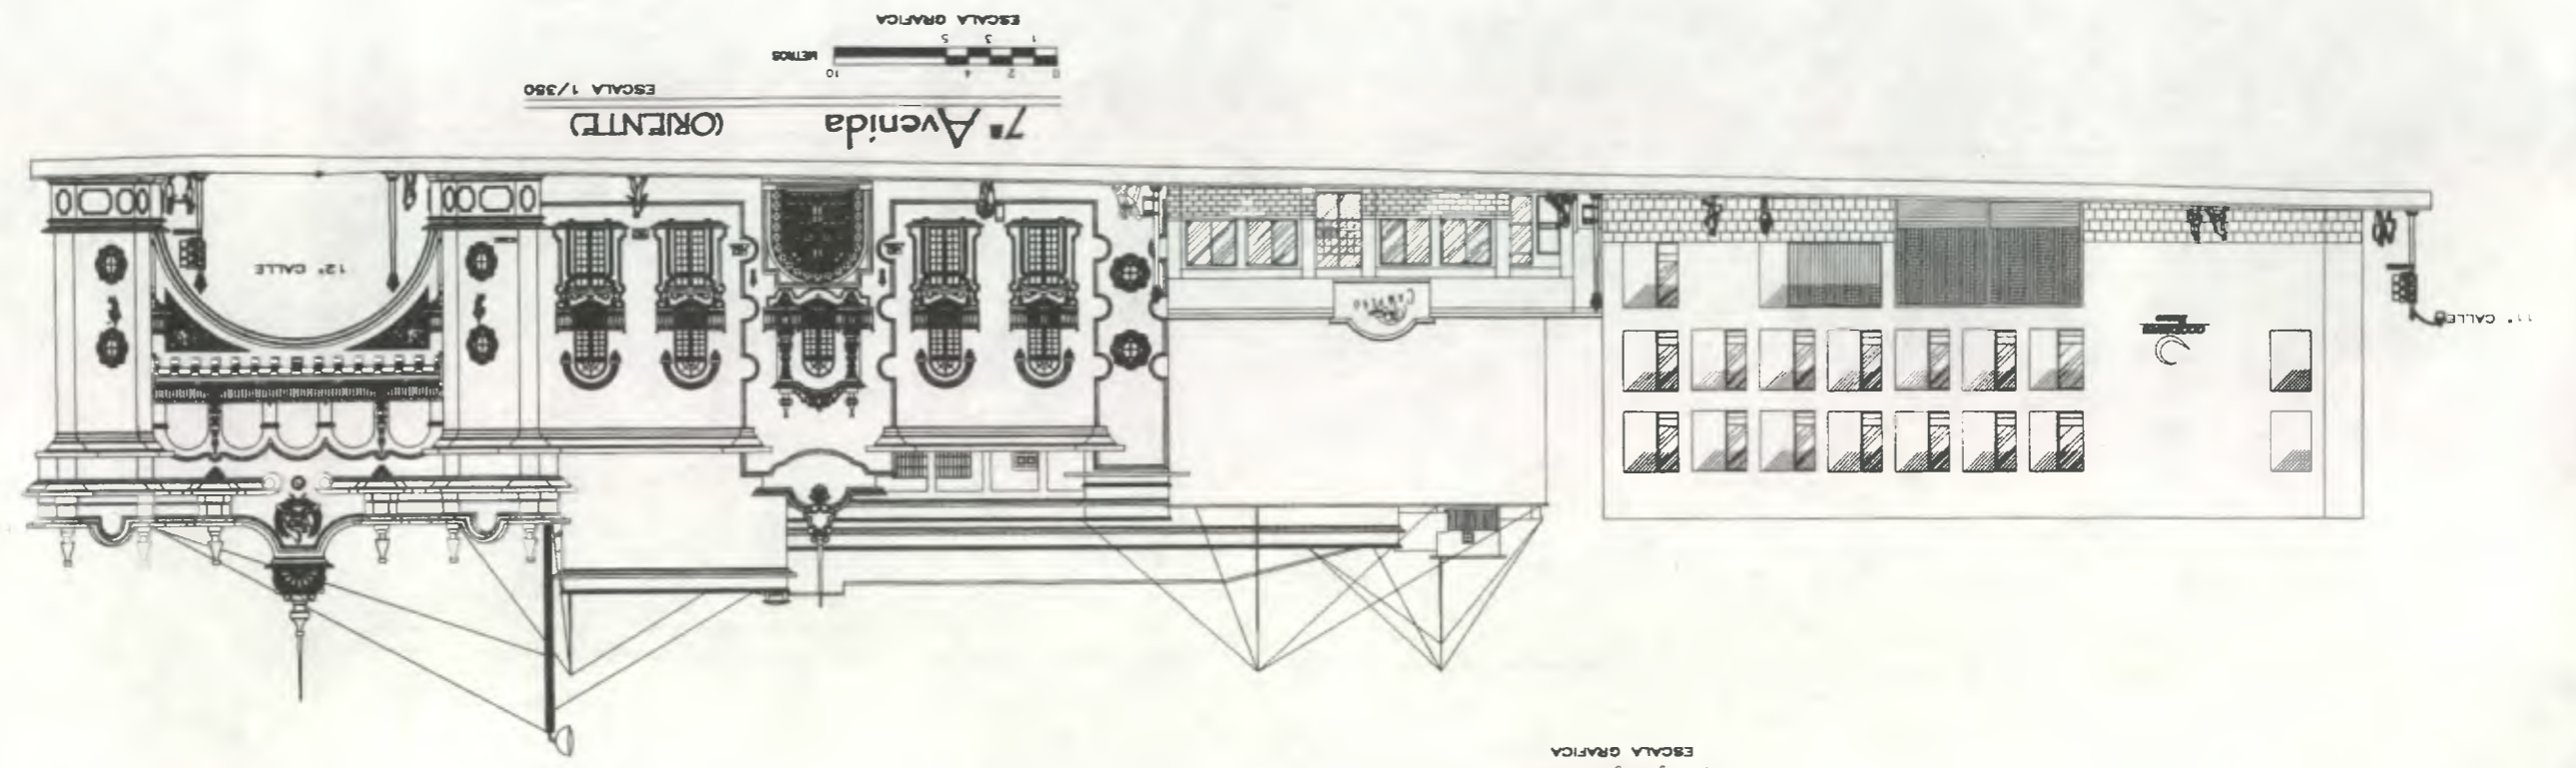 12ª CALLE
CAMPERO
11ª CALLE
7ª Avenida (ORIENTE)
ESCALA 1/350
0 2 4 10
METROS
1 3 5
ESCALA GRAFICA
ESCALA GRAFICA